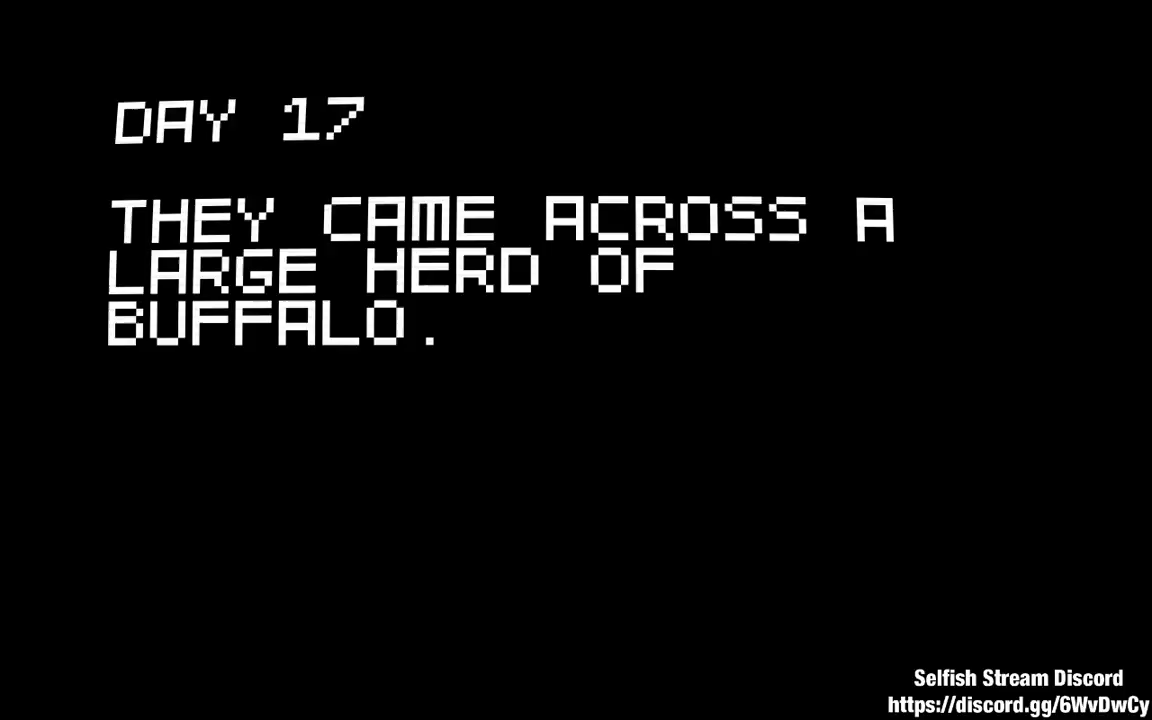 DAY 17
THEY CAME ACROSS A
LARGE HERD OF
BUFFALO.
Selfish Stream Discord
https://discord.gg/6WvDwCy